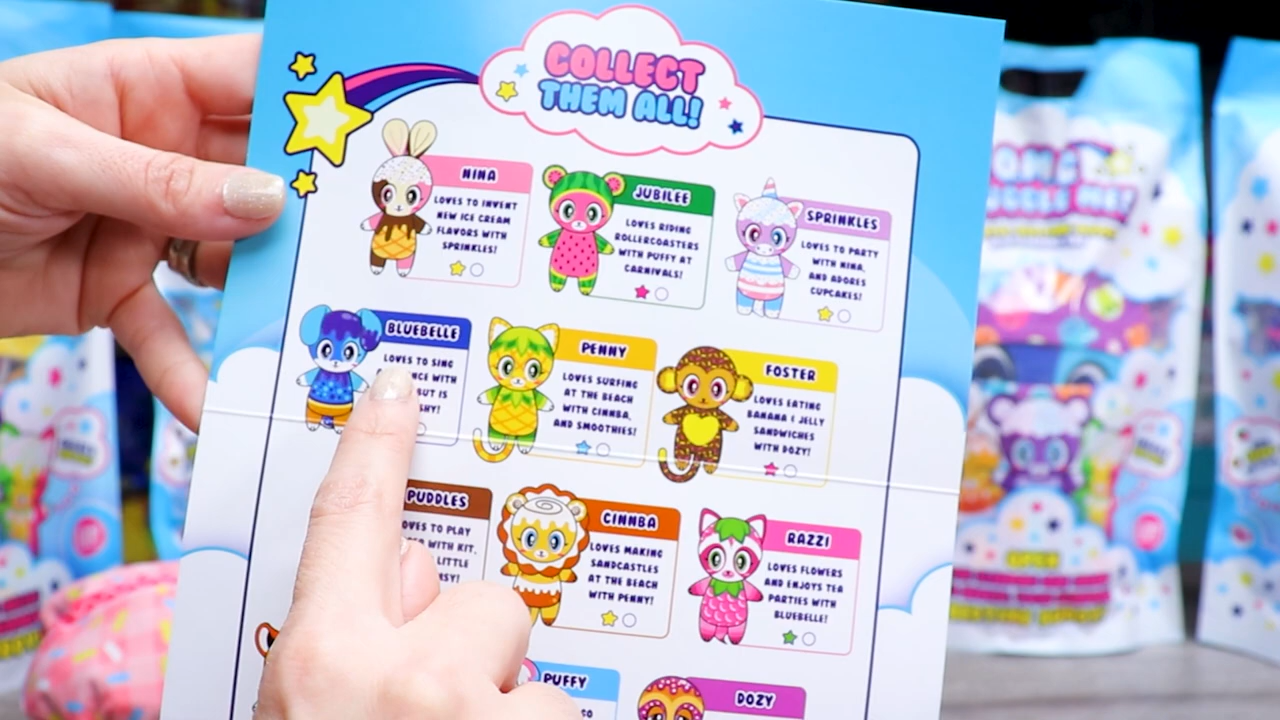 COLLECT
THEM ALL!
NINA
LOVES TO INVENT
NEW ICE CREAM
FLAVORS WITH
SPRINKLES!
JUBILEE
LOVES RIDING
ROLLERCOASTERS
WITH PUFFY AT
CARNIVALS!
SPRINKLES
LOVES TO PARTY
WITH NINA,
AND ADORES
CUPCAKES!
BLUEBELLE
LOVES TO SING
WITH
BUT IS
PENNY
LOVES SURFING
AT THE BEACH
WITH CINNBA,
AND SMOOTHIES!
FOSTER
LOVES EATING
BANANA & JELLY
SANDWICHES
WITH DOZY!
PUDDLES
LOVES TO PLAY
WITH KIT,
LITTLE
CINNBA
LOVES MAKING
SANDCASTLES
AT THE BEACH
WITH PENNY!
RAZZI
LOVES FLOWERS
AND ENJOYS TEA
PARTIES WITH
BLUEBELLE!
PUFFY
DOZY